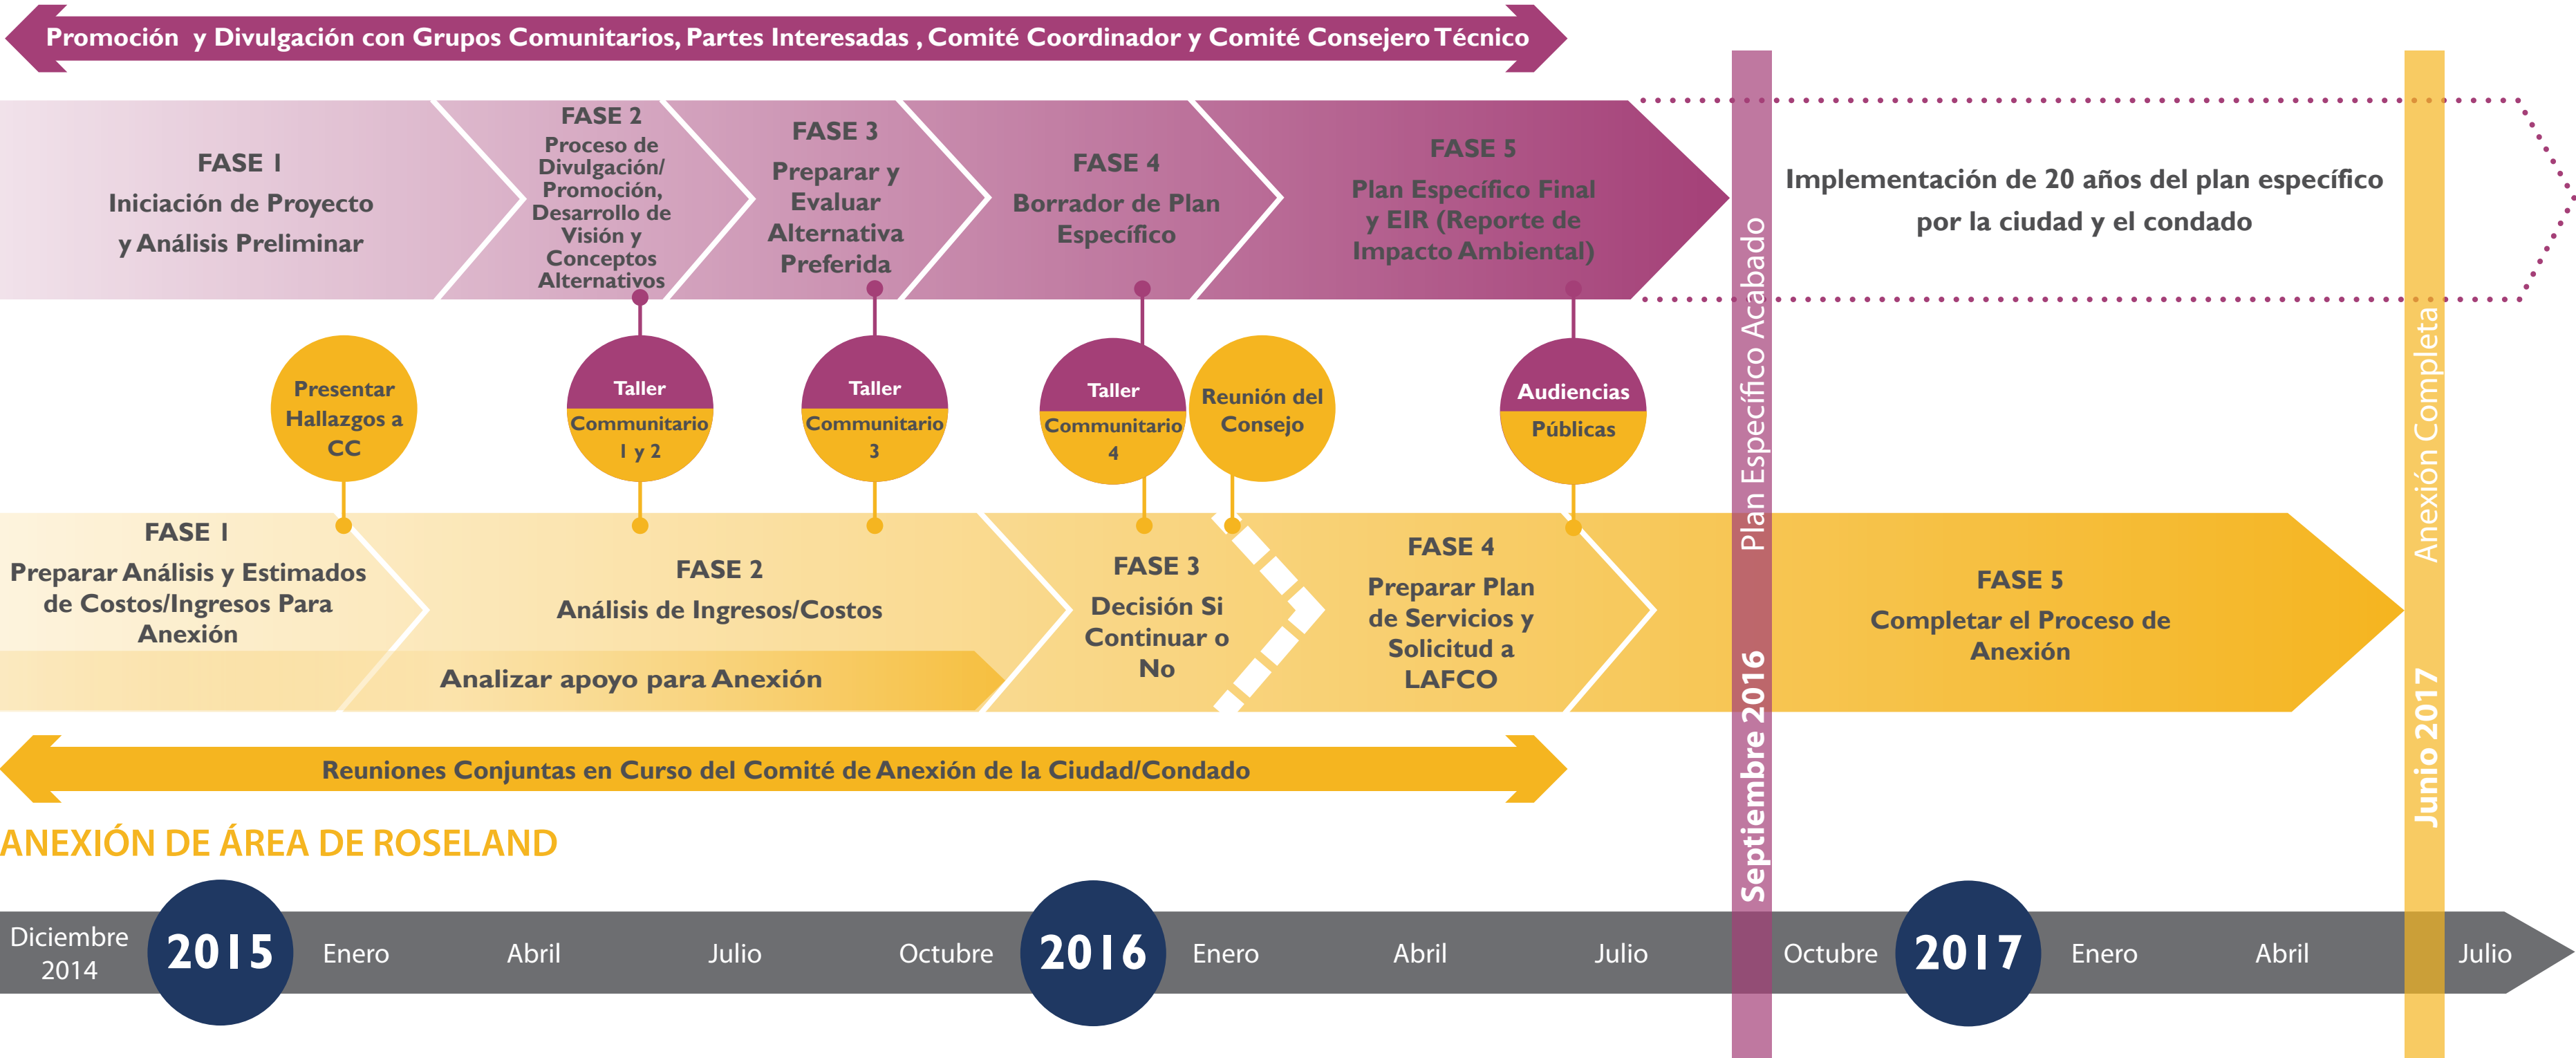 Promoción y Divulgación con Grupos Comunitarios, Partes Interesadas , Comité Coordinador y Comité Consejero Técnico
FASE 1
Iniciación de Proyecto
y Análisis Preliminar
FASE 2
Proceso de
Divulgación/
Promoción,
Desarrollo de
Visión y
Conceptos
Alternativos
FASE 3
Preparar y
Evaluar
Alternativa
Preferida
FASE 4
Borrador de Plan
Específico
FASE 5
Plan Específico Final
y EIR (Reporte de
Impacto Ambiental)
Implementación de 20 años del plan específico
por la ciudad y el condado
Presentar
Hallazgos a
CC
Taller
Communitario
1 y 2
Taller
Communitario
3
Taller
Communitario
4
Reunión del
Consejo
Audiencias
Públicas
Septiembre 2016 Plan Específico Acabado
Junio 2017 Anexión Completa
FASE 1
Preparar Análisis y Estimados
de Costos/Ingresos Para
Anexión
FASE 2
Análisis de Ingresos/Costos
Analizar apoyo para Anexión
FASE 3
Decisión Si
Continuar o
No
FASE 4
Preparar Plan
de Servicios y
Solicitud a
LAFCO
FASE 5
Completar el Proceso de
Anexión
Reuniones Conjuntas en Curso del Comité de Anexión de la Ciudad/Condado
ANEXIÓN DE ÁREA DE ROSELAND
Diciembre
2014
2015
Enero
Abril
Julio
Octubre
2016
Enero
Abril
Julio
Octubre
2017
Enero
Abril
Julio